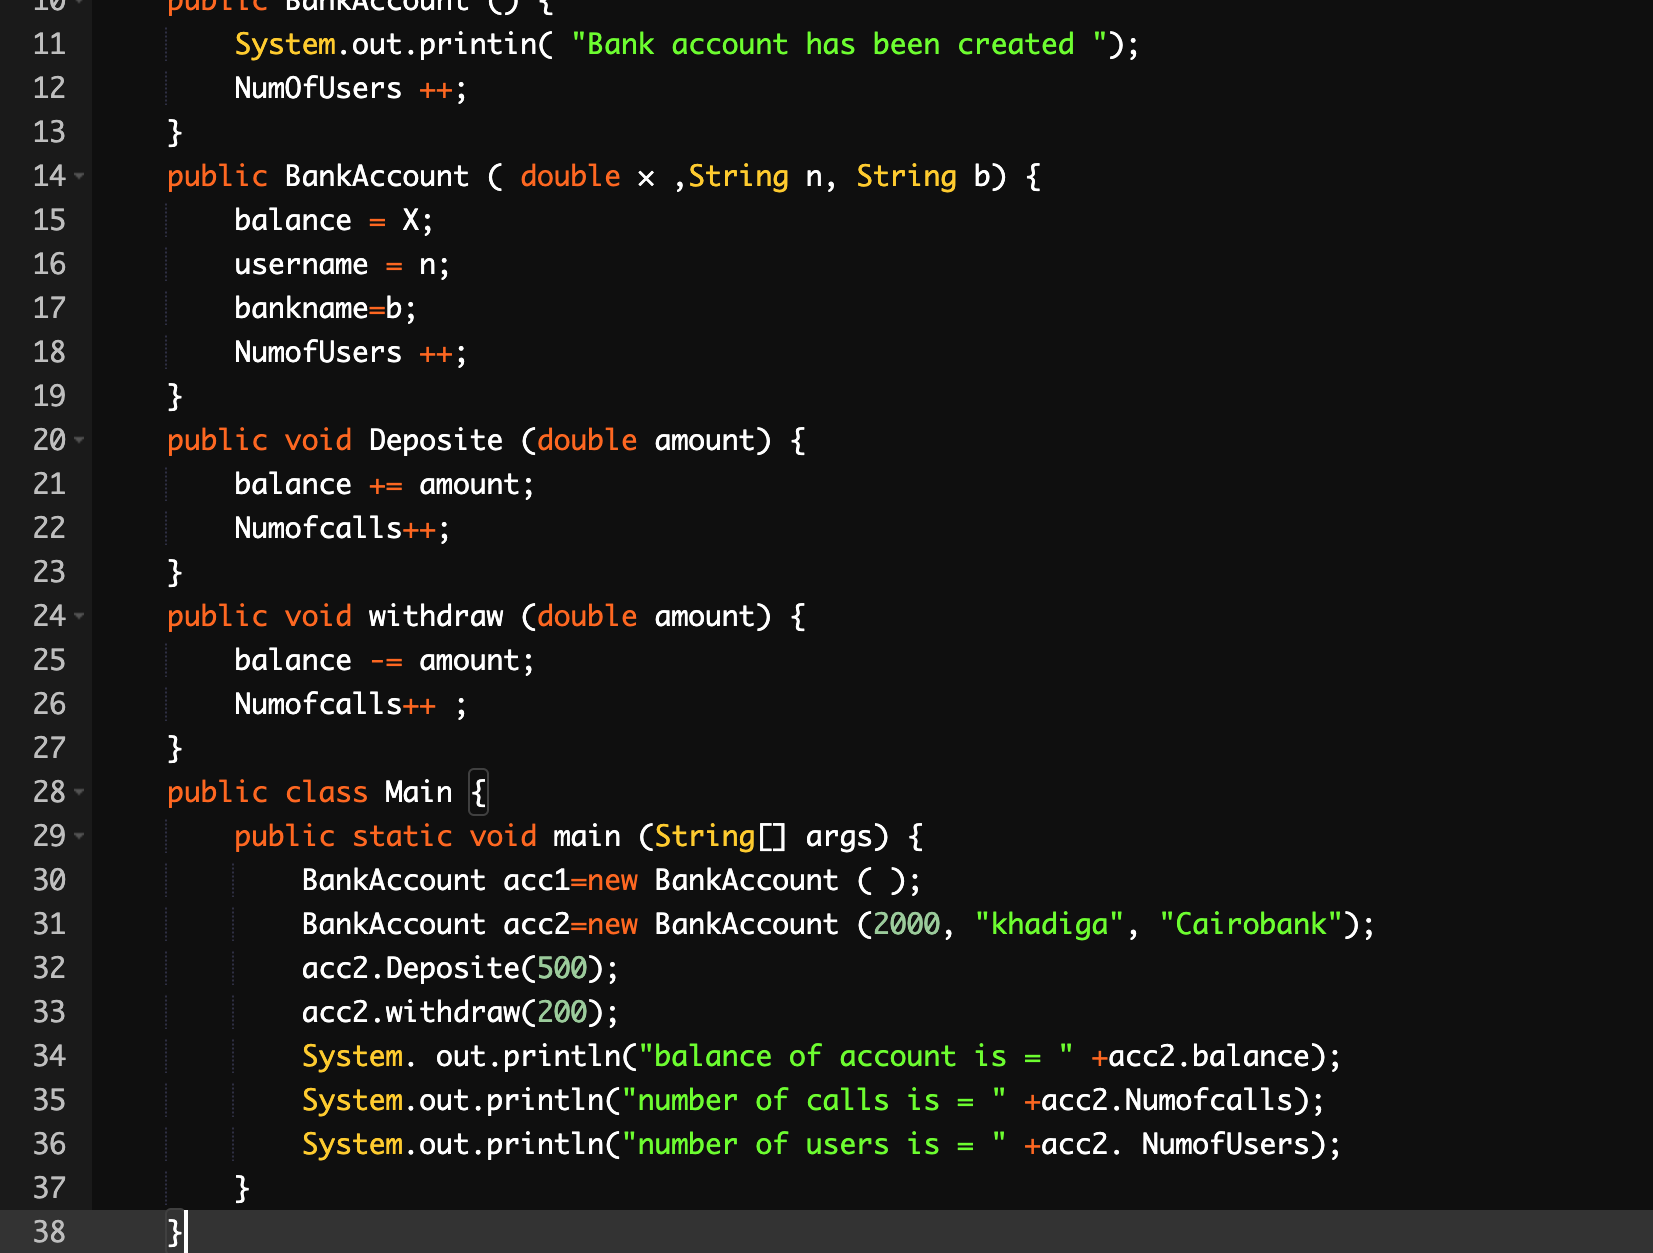 10 public BankAccount () {
11 System.out.printin( "Bank account has been created ");
12 NumOfUsers ++;
13 }
14 public BankAccount ( double × ,String n, String b) {
15 balance = X;
16 username = n;
17 bankname=b;
18 NumofUsers ++;
19 }
20 public void Deposite (double amount) {
21 balance += amount;
22 Numofcalls++;
23 }
24 public void withdraw (double amount) {
25 balance -= amount;
26 Numofcalls++ ;
27 }
28 public class Main {
29 public static void main (String[] args) {
30 BankAccount acc1=new BankAccount ( );
31 BankAccount acc2=new BankAccount (2000, "khadiga", "Cairobank");
32 acc2.Deposite(500);
33 acc2.withdraw(200);
34 System. out.println("balance of account is = " +acc2.balance);
35 System.out.println("number of calls is = " +acc2.Numofcalls);
36 System.out.println("number of users is = " +acc2. NumofUsers);
37 }
38 }